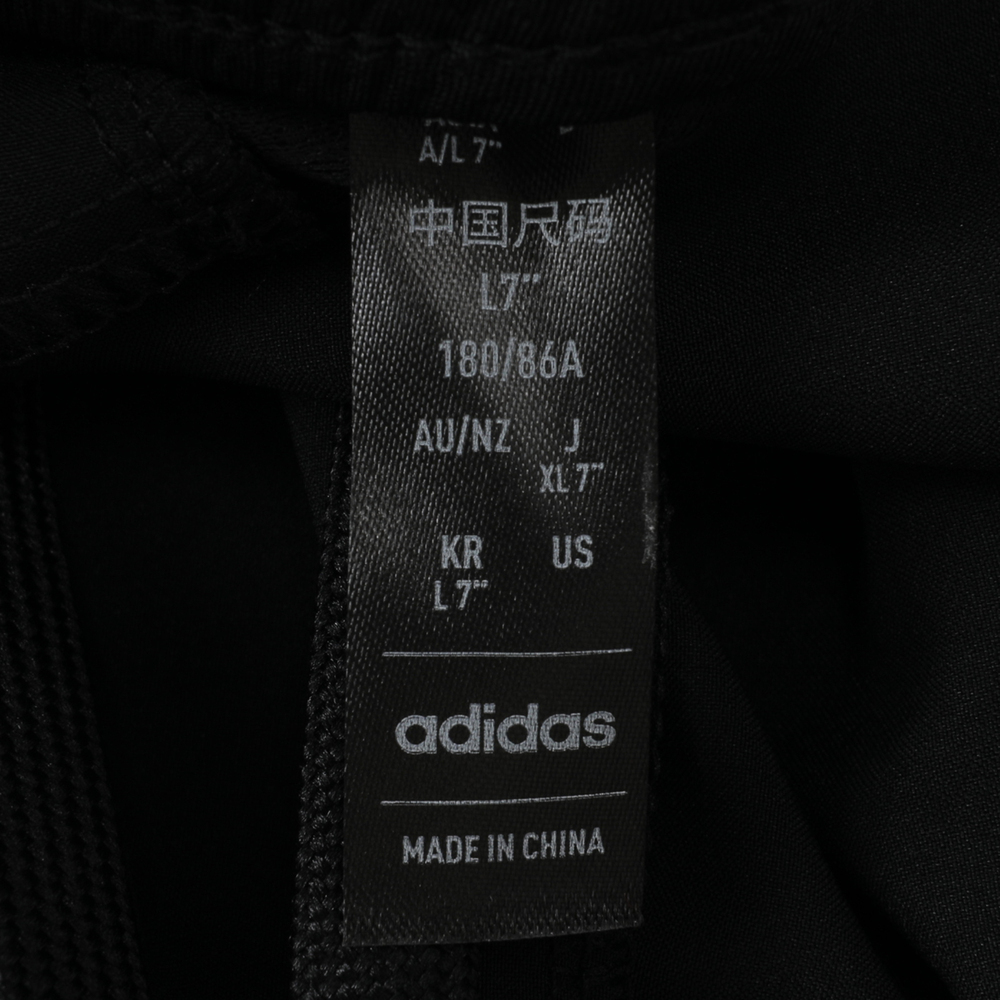 A/L 7"
中国尺码
L7"
180/86A
AU/NZ J
XL 7"
KR US
L 7"
adidas
MADE IN CHINA